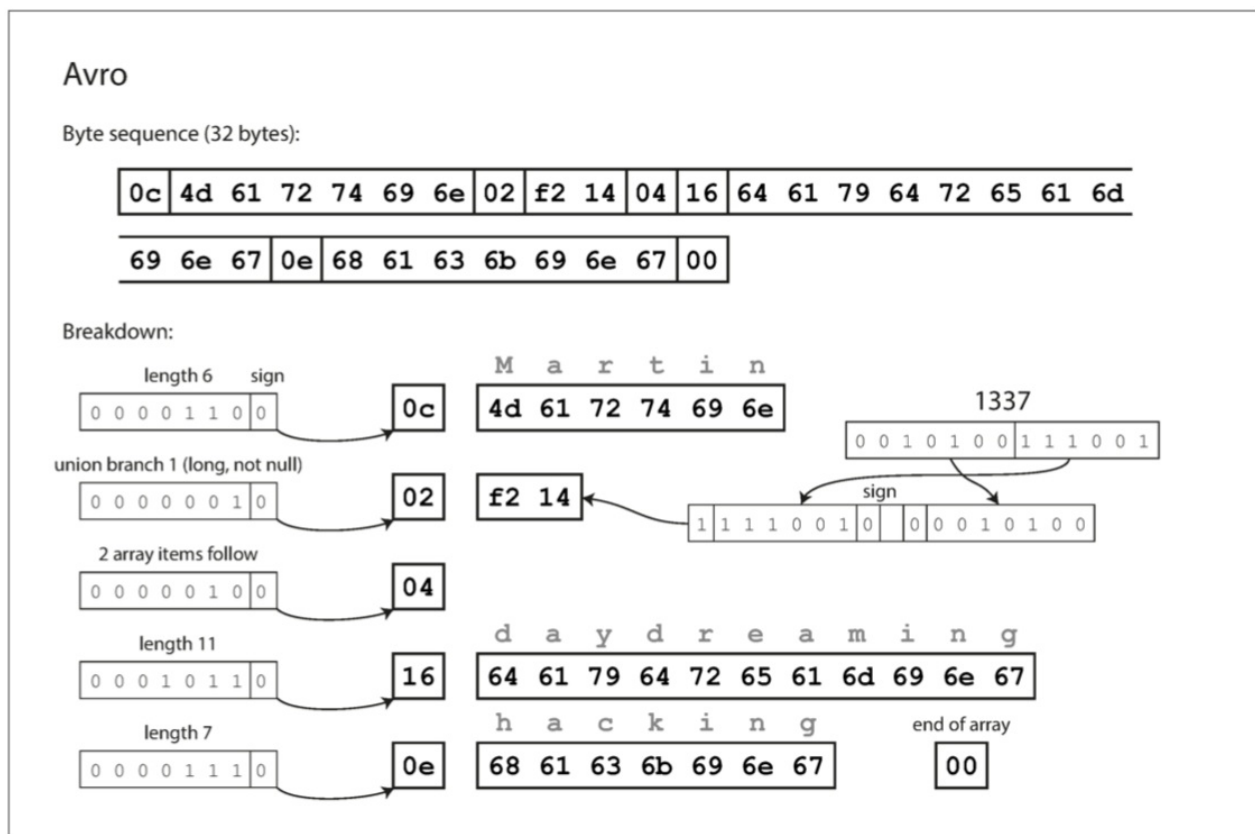 Avro
Byte sequence (32 bytes):
0c 4d 61 72 74 69 6e 02 f2 14 04 16 64 61 79 64 72 65 61 6d
69 6e 67 0e 68 61 63 6b 69 6e 67 00
Breakdown:
length 6 sign
0 0 0 0 1 1 0 0
0c
M a r t i n
4d 61 72 74 69 6e
1337
0 0 1 0 1 0 0 1 1 1 0 0 1
union branch 1 (long, not null)
0 0 0 0 0 0 1 0
02
f2 14
sign
1 1 1 1 0 0 1 0 0 0 0 1 0 1 0 0
2 array items follow
0 0 0 0 0 1 0 0
04
length 11
0 0 0 1 0 1 1 0
16
d a y d r e a m i n g
64 61 79 64 72 65 61 6d 69 6e 67
length 7
0 0 0 0 1 1 1 0
0e
h a c k i n g
68 61 63 6b 69 6e 67
end of array
00